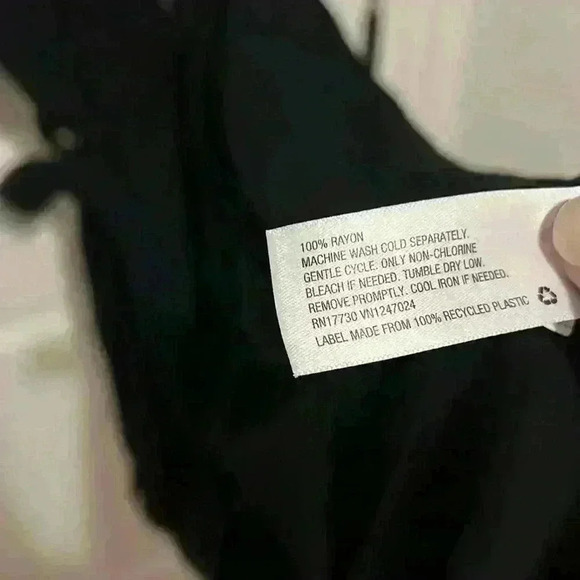 100% RAYON
MACHINE WASH COLD SEPARATELY.
GENTLE CYCLE. ONLY NON-CHLORINE
BLEACH IF NEEDED. TUMBLE DRY LOW.
REMOVE PROMPTLY. COOL IRON IF NEEDED.
RN17730 VN1247024
LABEL MADE FROM 100% RECYCLED PLASTIC